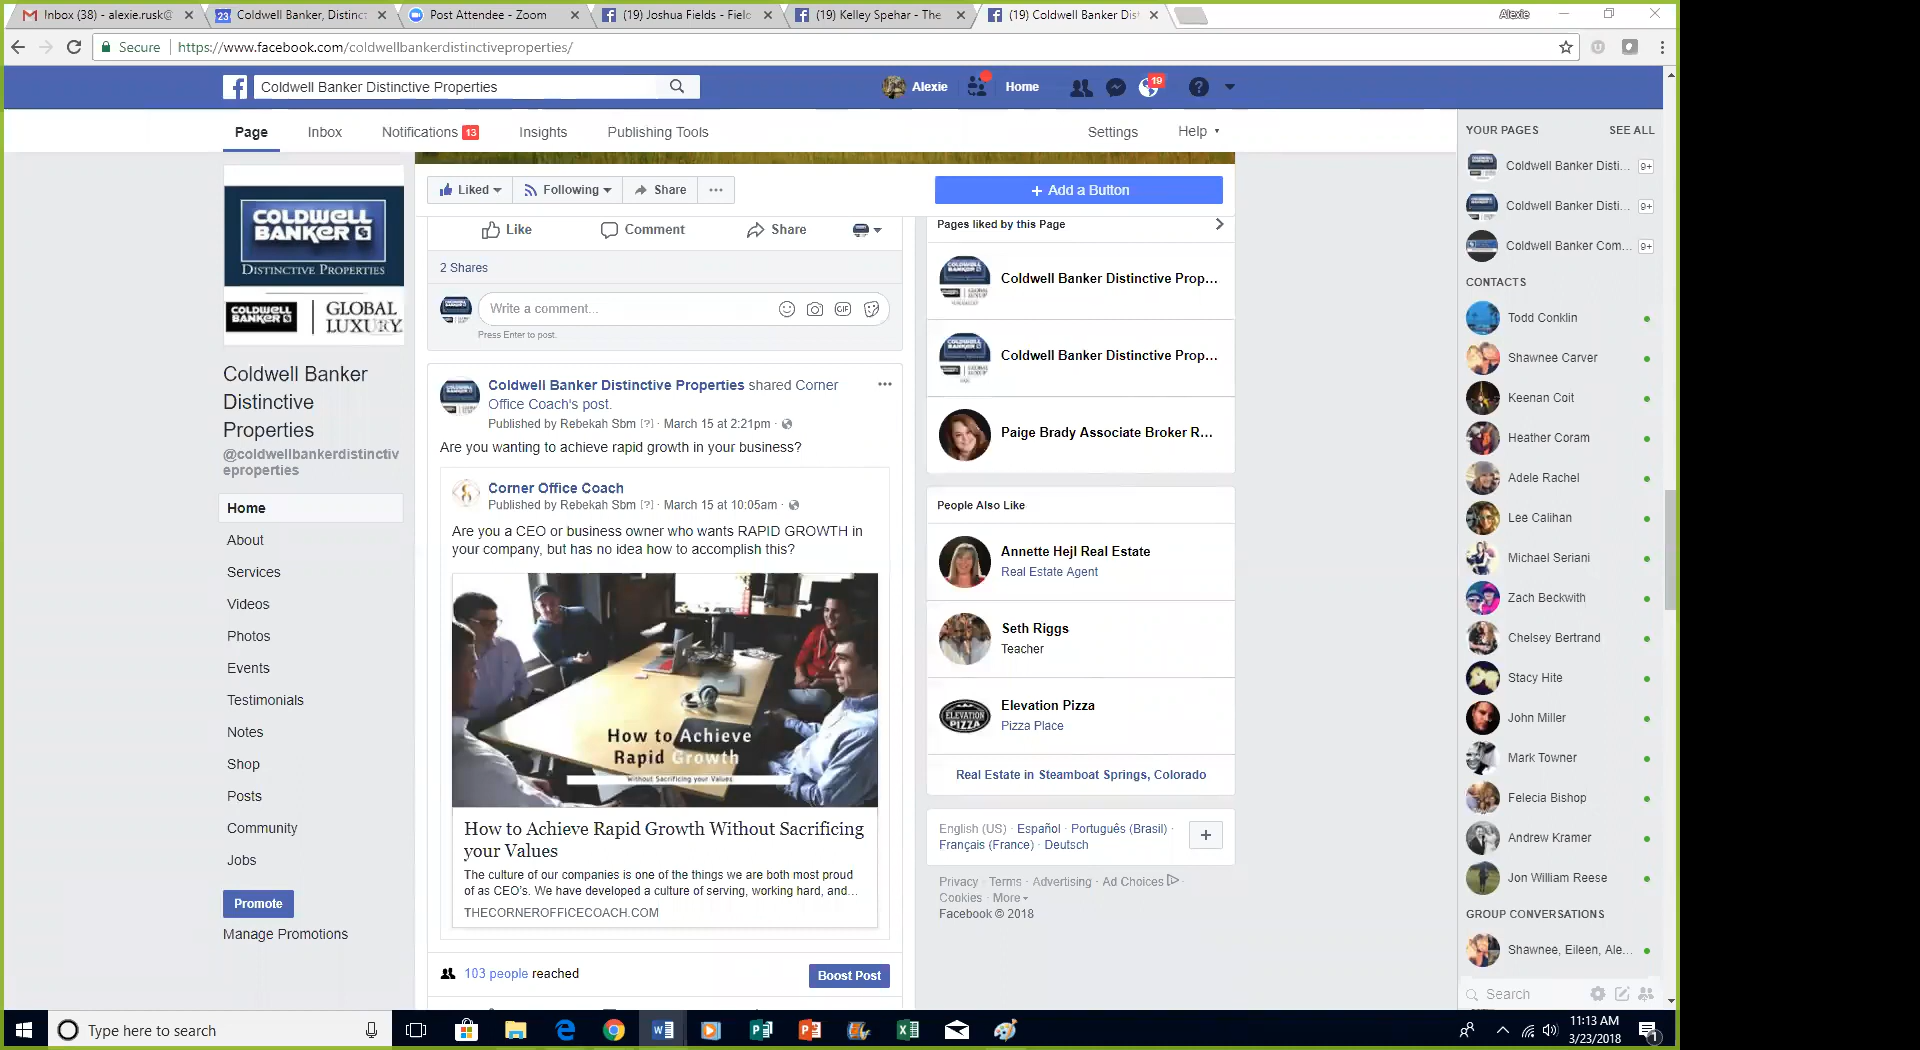 Inbox (38) - alexie.rusk@
Coldwell Banker, Distinc
Post Attendee - Zoom
(19) Joshua Fields - Field
(19) Kelley Spehar - The
(19) Coldwell Banker Dis
Alexie
Secure
https://www.facebook.com/coldwellbankerdistinctiveproperties/
Coldwell Banker Distinctive Properties
Alexie
Home
19
Page
Inbox
Notifications 13
Insights
Publishing Tools
Settings
Help
Liked
Following
Share
+ Add a Button
COLDWELL
BANKER
DISTINCTIVE PROPERTIES
COLDWELL
BANKER
GLOBAL
LUXURY
Coldwell Banker
Distinctive
Properties
@coldwellbankerdistinctiv
eproperties
Home
About
Services
Videos
Photos
Events
Testimonials
Notes
Shop
Posts
Community
Jobs
Promote
Manage Promotions
Like
Comment
Share
2 Shares
Write a comment...
GIF
Press Enter to post.
Coldwell Banker Distinctive Properties shared Corner
Office Coach's post.
Published by Rebekah Sbm [?] · March 15 at 2:21pm ·
Are you wanting to achieve rapid growth in your business?
Corner Office Coach
Published by Rebekah Sbm [?] · March 15 at 10:05am ·
Are you a CEO or business owner who wants RAPID GROWTH in
your company, but has no idea how to accomplish this?
How to Achieve
Rapid Growth
Without Sacrificing your Values
How to Achieve Rapid Growth Without Sacrificing
your Values
The culture of our companies is one of the things we are both most proud
of as CEO's. We have developed a culture of serving, working hard, and...
THECORNEROFFICECOACH.COM
103 people reached
Boost Post
Pages liked by this Page
Coldwell Banker Distinctive Prop...
Coldwell Banker Distinctive Prop...
Paige Brady Associate Broker R...
People Also Like
Annette Hejl Real Estate
Real Estate Agent
Seth Riggs
Teacher
ELEVATION
PIZZA
Elevation Pizza
Pizza Place
Real Estate in Steamboat Springs, Colorado
English (US) · Español · Português (Brasil) ·
Français (France) · Deutsch
Privacy · Terms · Advertising · Ad Choices ·
Cookies · More
Facebook © 2018
YOUR PAGES
SEE ALL
Coldwell Banker Disti... 9+
Coldwell Banker Disti... 9+
Coldwell Banker Com... 9+
CONTACTS
Todd Conklin
Shawnee Carver
Keenan Coit
Heather Coram
Adele Rachel
Lee Calihan
Michael Seriani
Zach Beckwith
Chelsey Bertrand
Stacy Hite
John Miller
Mark Towner
Felecia Bishop
Andrew Kramer
Jon William Reese
GROUP CONVERSATIONS
Shawnee, Eileen, Ale...
Search
Type here to search
11:13 AM
3/23/2018
1